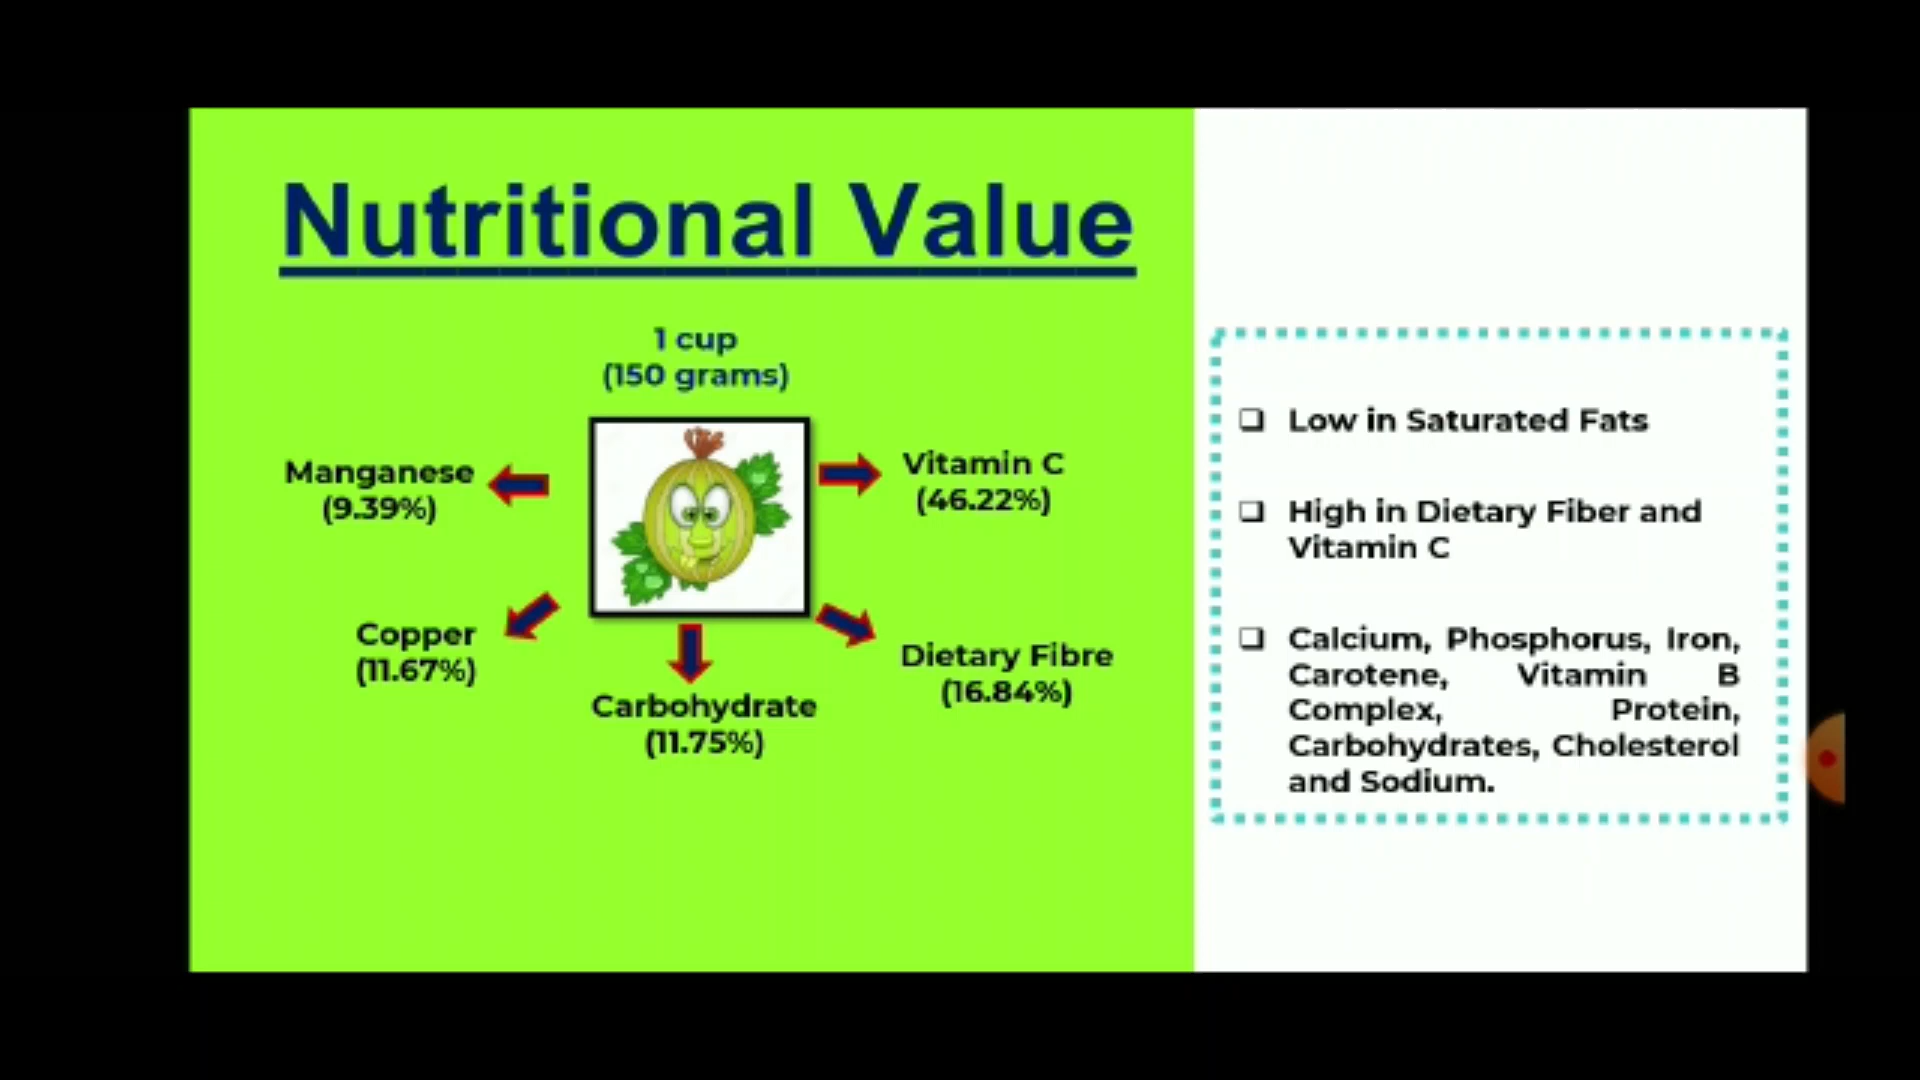 Nutritional Value
1 cup
(150 grams)
Manganese
(9.39%)
Vitamin C
(46.22%)
Copper
(11.67%)
Carbohydrate
(11.75%)
Dietary Fibre
(16.84%)
❑ Low in Saturated Fats
❑ High in Dietary Fiber and
Vitamin C
❑ Calcium, Phosphorus, Iron,
Carotene, Vitamin B
Complex, Protein,
Carbohydrates, Cholesterol
and Sodium.